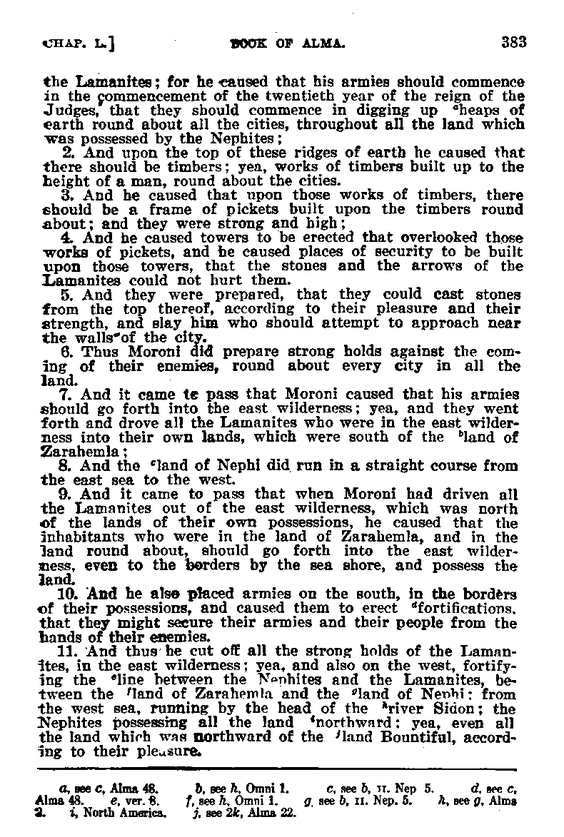 CHAP. L.] BOOK OF ALMA. 383
the Lamanites; for he caused that his armies should commence
in the commencement of the twentieth year of the reign of the
Judges, that they should commence in digging up ᵃheaps of
earth round about all the cities, throughout all the land which
was possessed by the Nephites;
2. And upon the top of these ridges of earth he caused that
there should be timbers; yea, works of timbers built up to the
height of a man, round about the cities.
3. And he caused that upon those works of timbers, there
should be a frame of pickets built upon the timbers round
about; and they were strong and high;
4. And he caused towers to be erected that overlooked those
works of pickets, and he caused places of security to be built
upon those towers, that the stones and the arrows of the
Lamanites could not hurt them.
5. And they were prepared, that they could cast stones
from the top thereof, according to their pleasure and their
strength, and slay him who should attempt to approach near
the walls of the city.
6. Thus Moroni did prepare strong holds against the com-
ing of their enemies, round about every city in all the
land.
7. And it came to pass that Moroni caused that his armies
should go forth into the east wilderness; yea, and they went
forth and drove all the Lamanites who were in the east wilder-
ness into their own lands, which were south of the ᵇland of
Zarahemla;
8. And the ᶜland of Nephi did run in a straight course from
the east sea to the west.
9. And it came to pass that when Moroni had driven all
the Lamanites out of the east wilderness, which was north
of the lands of their own possessions, he caused that the
inhabitants who were in the land of Zarahemla, and in the
land round about, should go forth into the east wilder-
ness, even to the borders by the sea shore, and possess the
land.
10. And he also placed armies on the south, in the borders
of their possessions, and caused them to erect ᵈfortifications,
that they might secure their armies and their people from the
hands of their enemies.
11. And thus he cut off all the strong holds of the Laman-
ites, in the east wilderness; yea, and also on the west, fortify-
ing the ᵉline between the Nephites and the Lamanites, be-
tween the ᶠland of Zarahemla and the ᵍland of Nephi; from
the west sea, running by the head of the ʰriver Sidon; the
Nephites possessing all the land ⁱnorthward; yea, even all
the land which was northward of the ʲland Bountiful, accord-
ing to their pleasure.
a, see c, Alma 48. b, see h, Omni 1. c, see b, II. Nep 5. d, see c,
Alma 48. e, ver. 8. f, see h, Omni 1. g, see b, II. Nep. 5. h, see g, Alma
2. i, North America. j, see 2k, Alma 22.